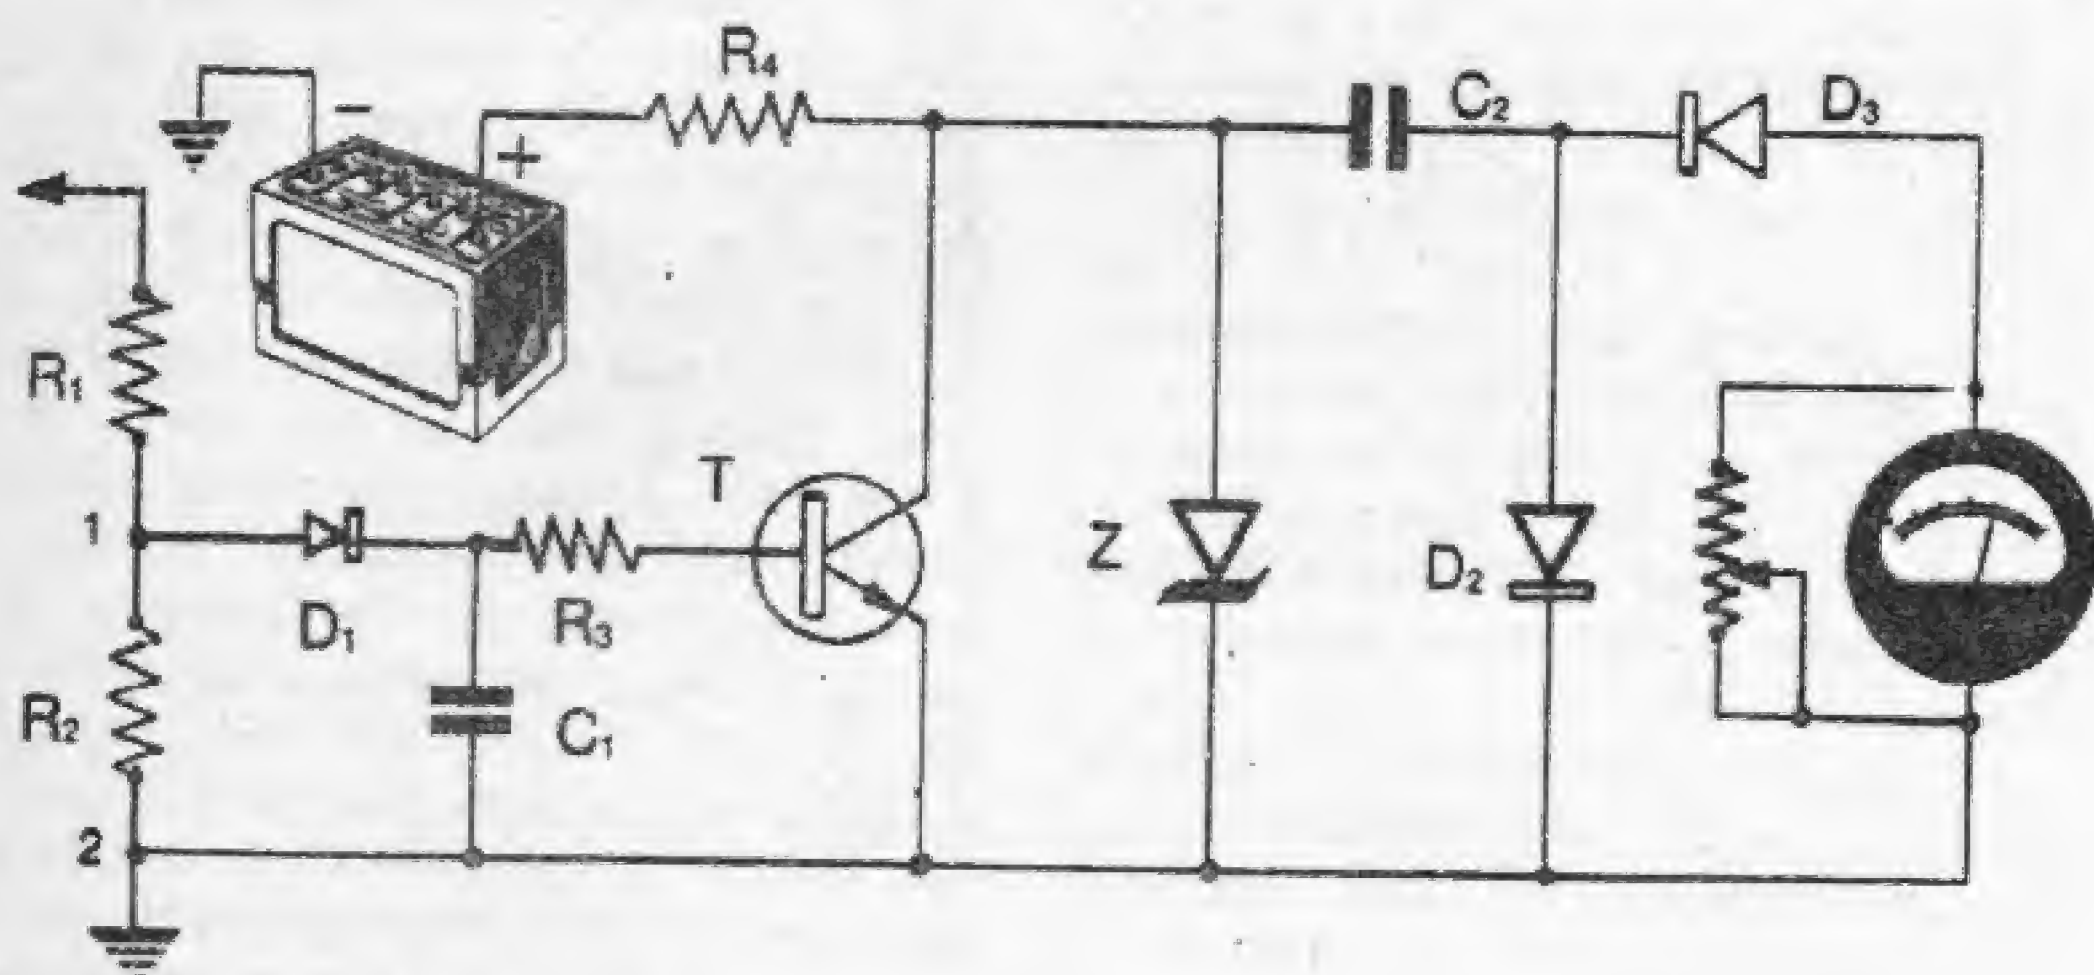 R₄
−
+
C₂
D₃
R₁
T
1
Z
D₂
D₁
R₃
R₂
C₁
2